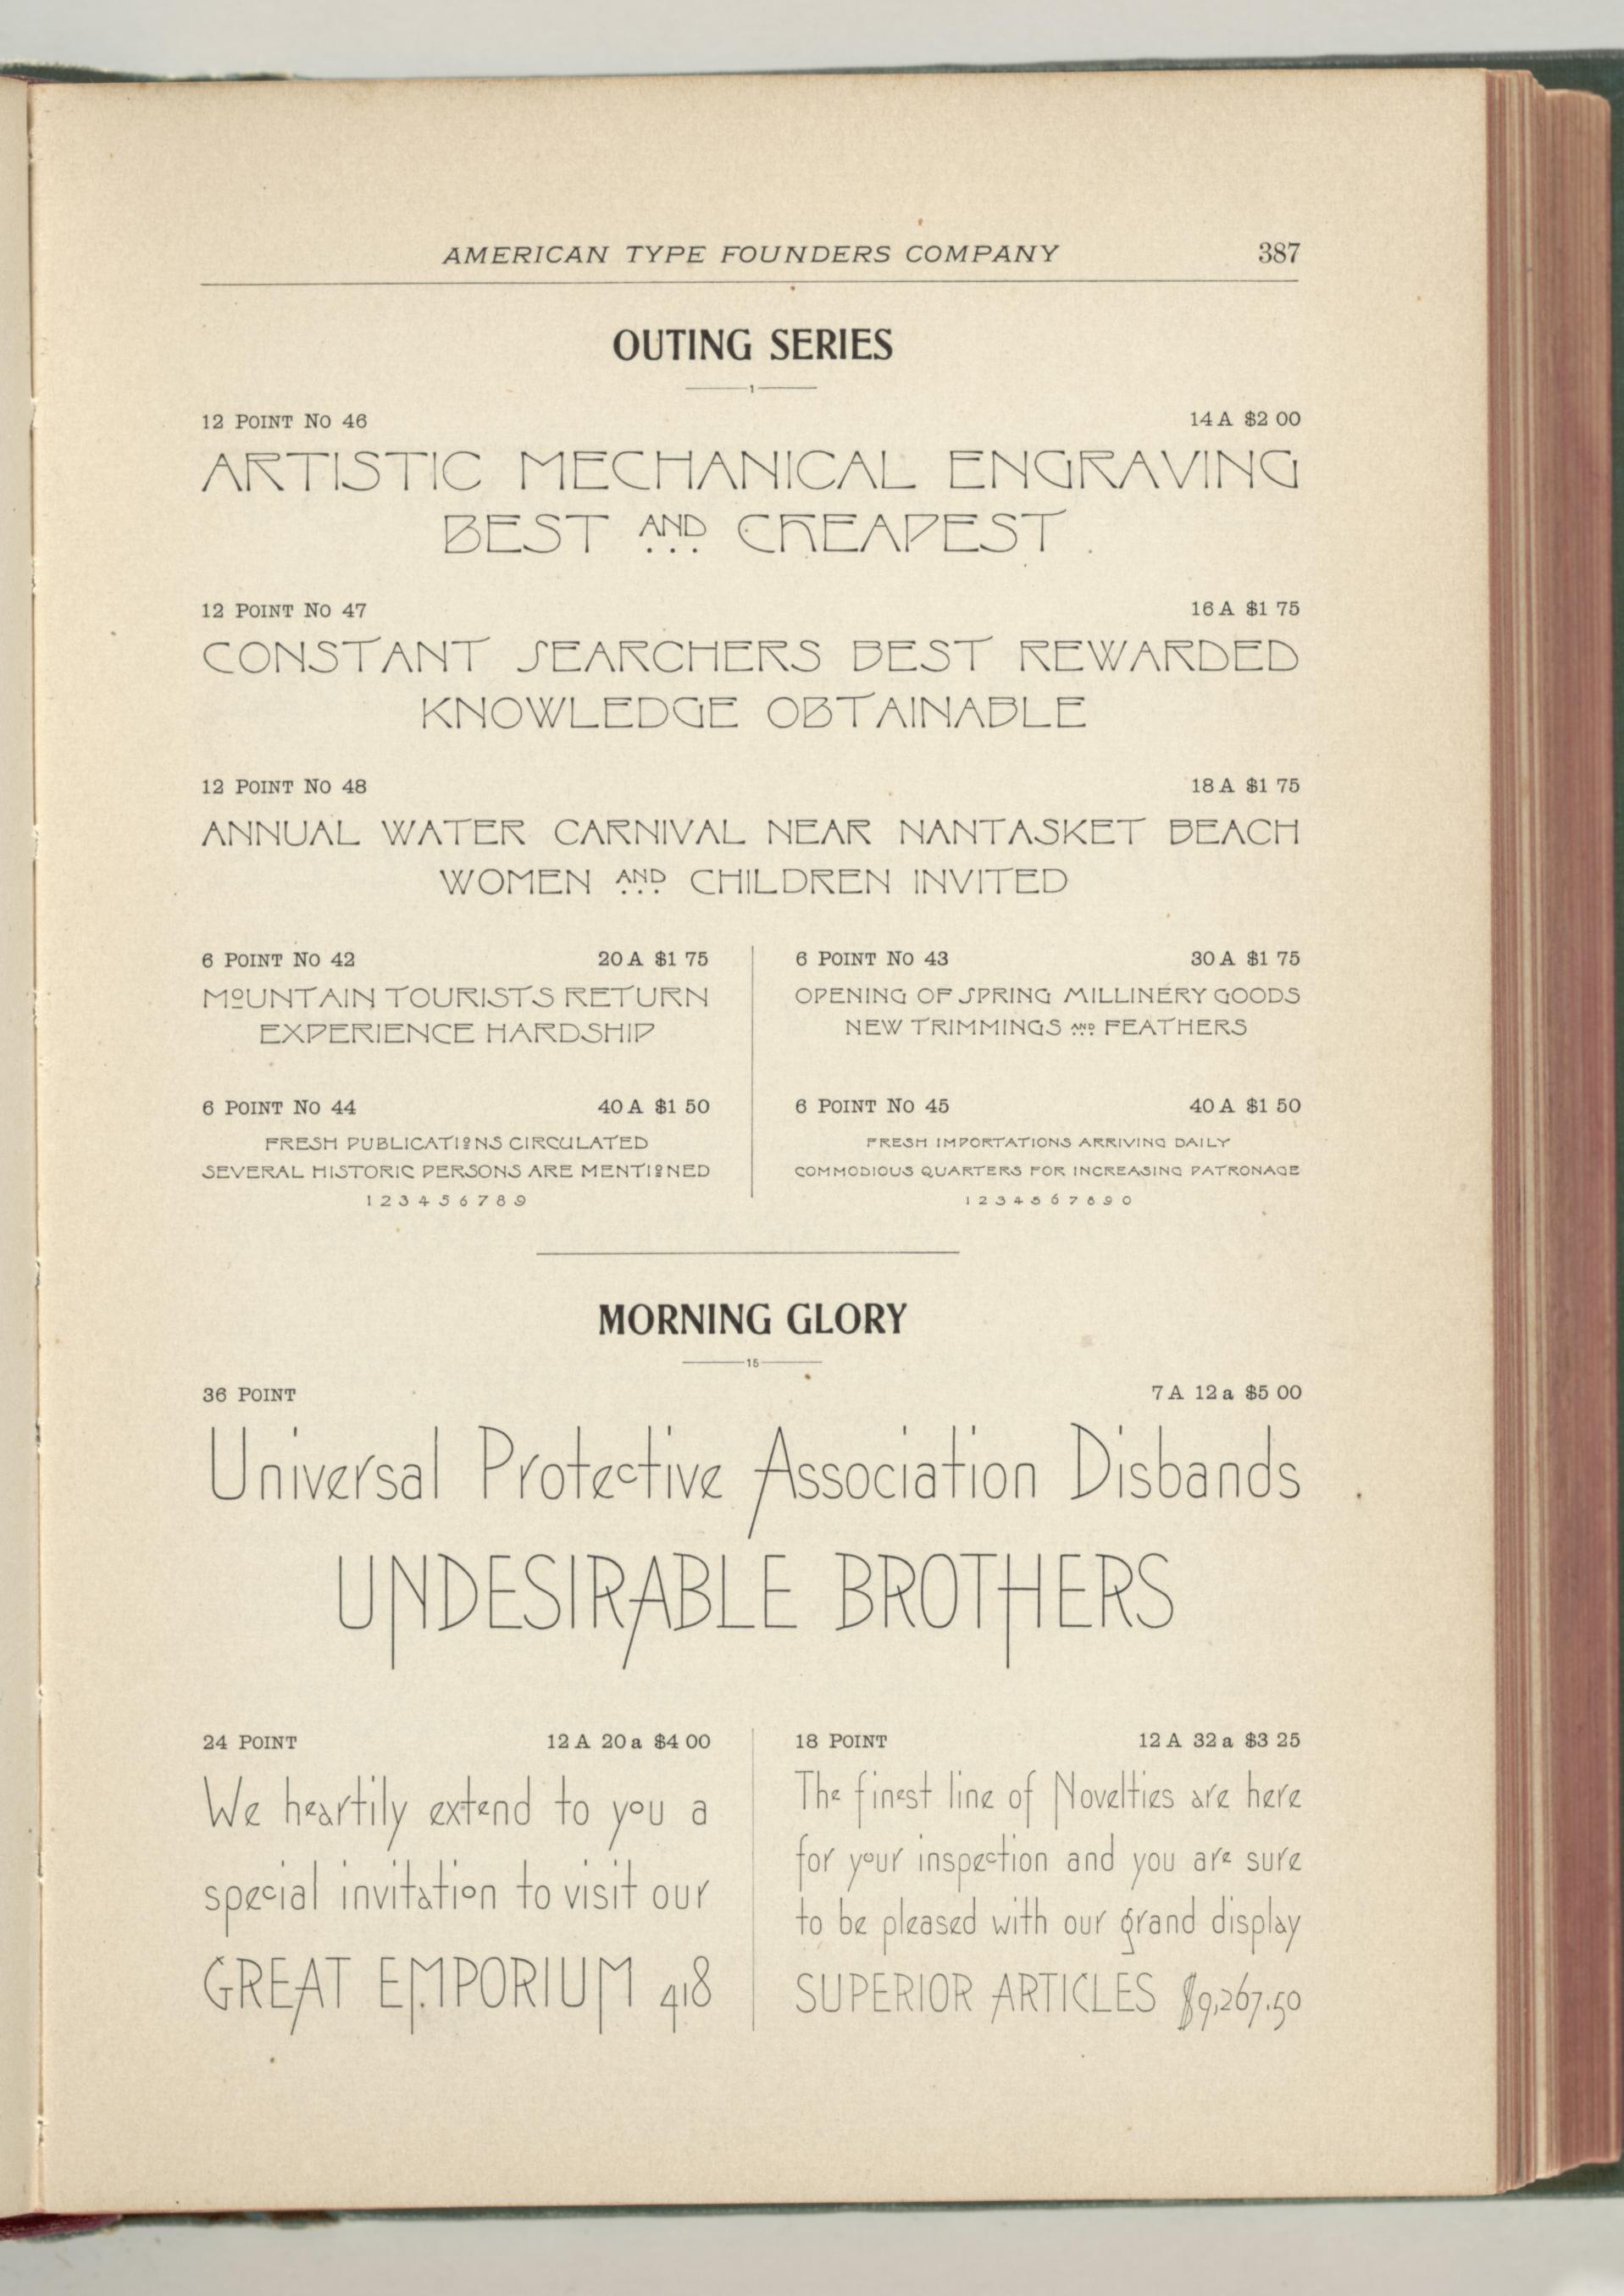 AMERICAN TYPE FOUNDERS COMPANY 387
OUTING SERIES
1
12 POINT No 46 14 A $2 00
ARTISTIC MECHANICAL ENGRAVING
BEST AND CHEAPEST .
12 POINT No 47 16 A $1 75
CONSTANT SEARCHERS BEST REWARDED
KNOWLEDGE OBTAINABLE
12 POINT No 48 18 A $1 75
ANNUAL WATER CARNIVAL NEAR NANTASKET BEACH
WOMEN AND CHILDREN INVITED
6 POINT No 42 20 A $1 75
MOUNTAIN TOURISTS RETURN
EXPERIENCE HARDSHIP
6 POINT No 43 30 A $1 75
OPENING OF SPRING MILLINERY GOODS
NEW TRIMMINGS AND FEATHERS
6 POINT No 44 40 A $1 50
FRESH PUBLICATIONS CIRCULATED
SEVERAL HISTORIC PERSONS ARE MENTIONED
1 2 3 4 5 6 7 8 9
6 POINT No 45 40 A $1 50
FRESH IMPORTATIONS ARRIVING DAILY
COMMODIOUS QUARTERS FOR INCREASING PATRONAGE
1 2 3 4 5 6 7 8 9 0
MORNING GLORY
15
36 POINT 7 A 12 a $5 00
Universal Protective Association Disbands
UNDESIRABLE BROTHERS
24 POINT 12 A 20 a $4 00
We heartily extend to you a
special invitation to visit our
GREAT EMPORIUM 418
18 POINT 12 A 32 a $3 25
The finest line of Novelties are here
for your inspection and you are sure
to be pleased with our grand display
SUPERIOR ARTICLES $9,267.50